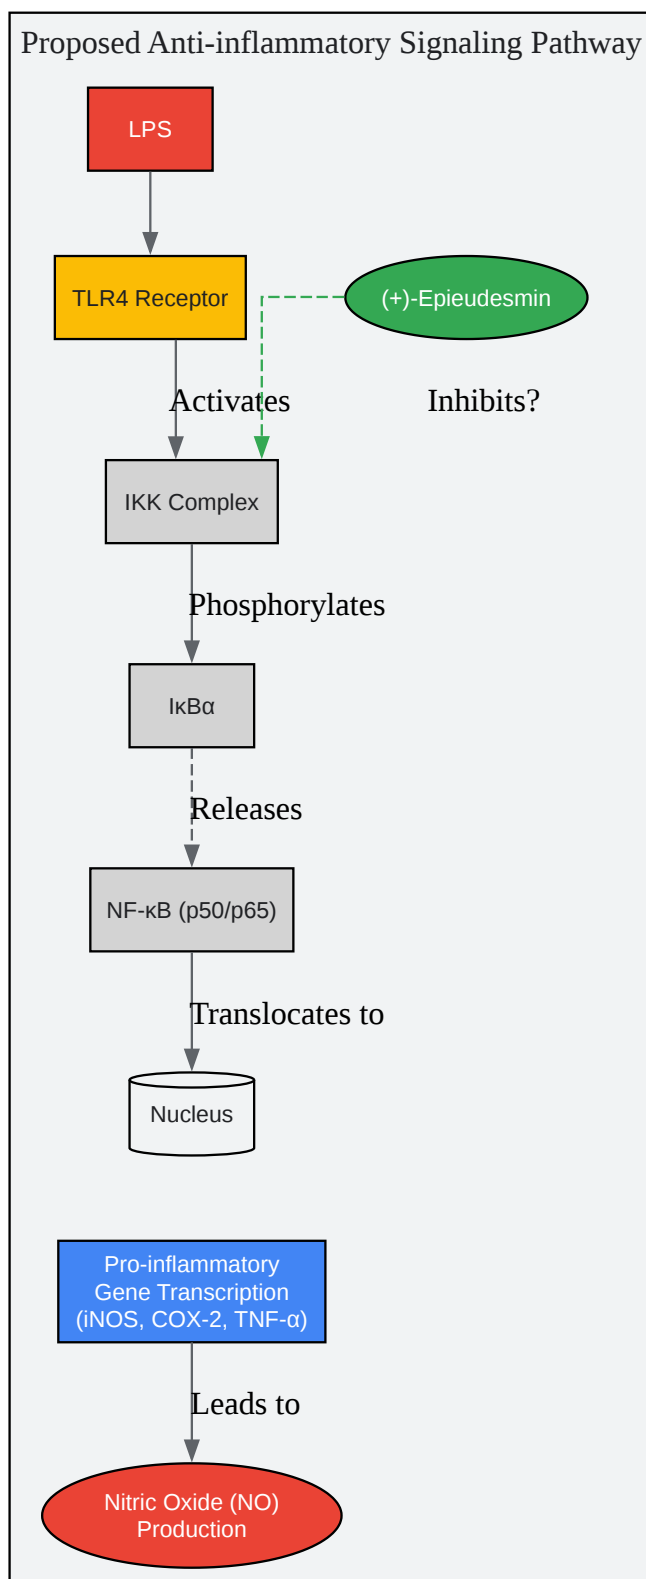 Proposed Anti-inflammatory Signaling Pathway
LPS
TLR4 Receptor
(+)-Epieudesmin
Activates
Inhibits?
IKK Complex
Phosphorylates
IκBα
Releases
NF-κB (p50/p65)
Translocates to
Nucleus
Pro-inflammatory
Gene Transcription
(iNOS, COX-2, TNF-α)
Leads to
Nitric Oxide (NO)
Production